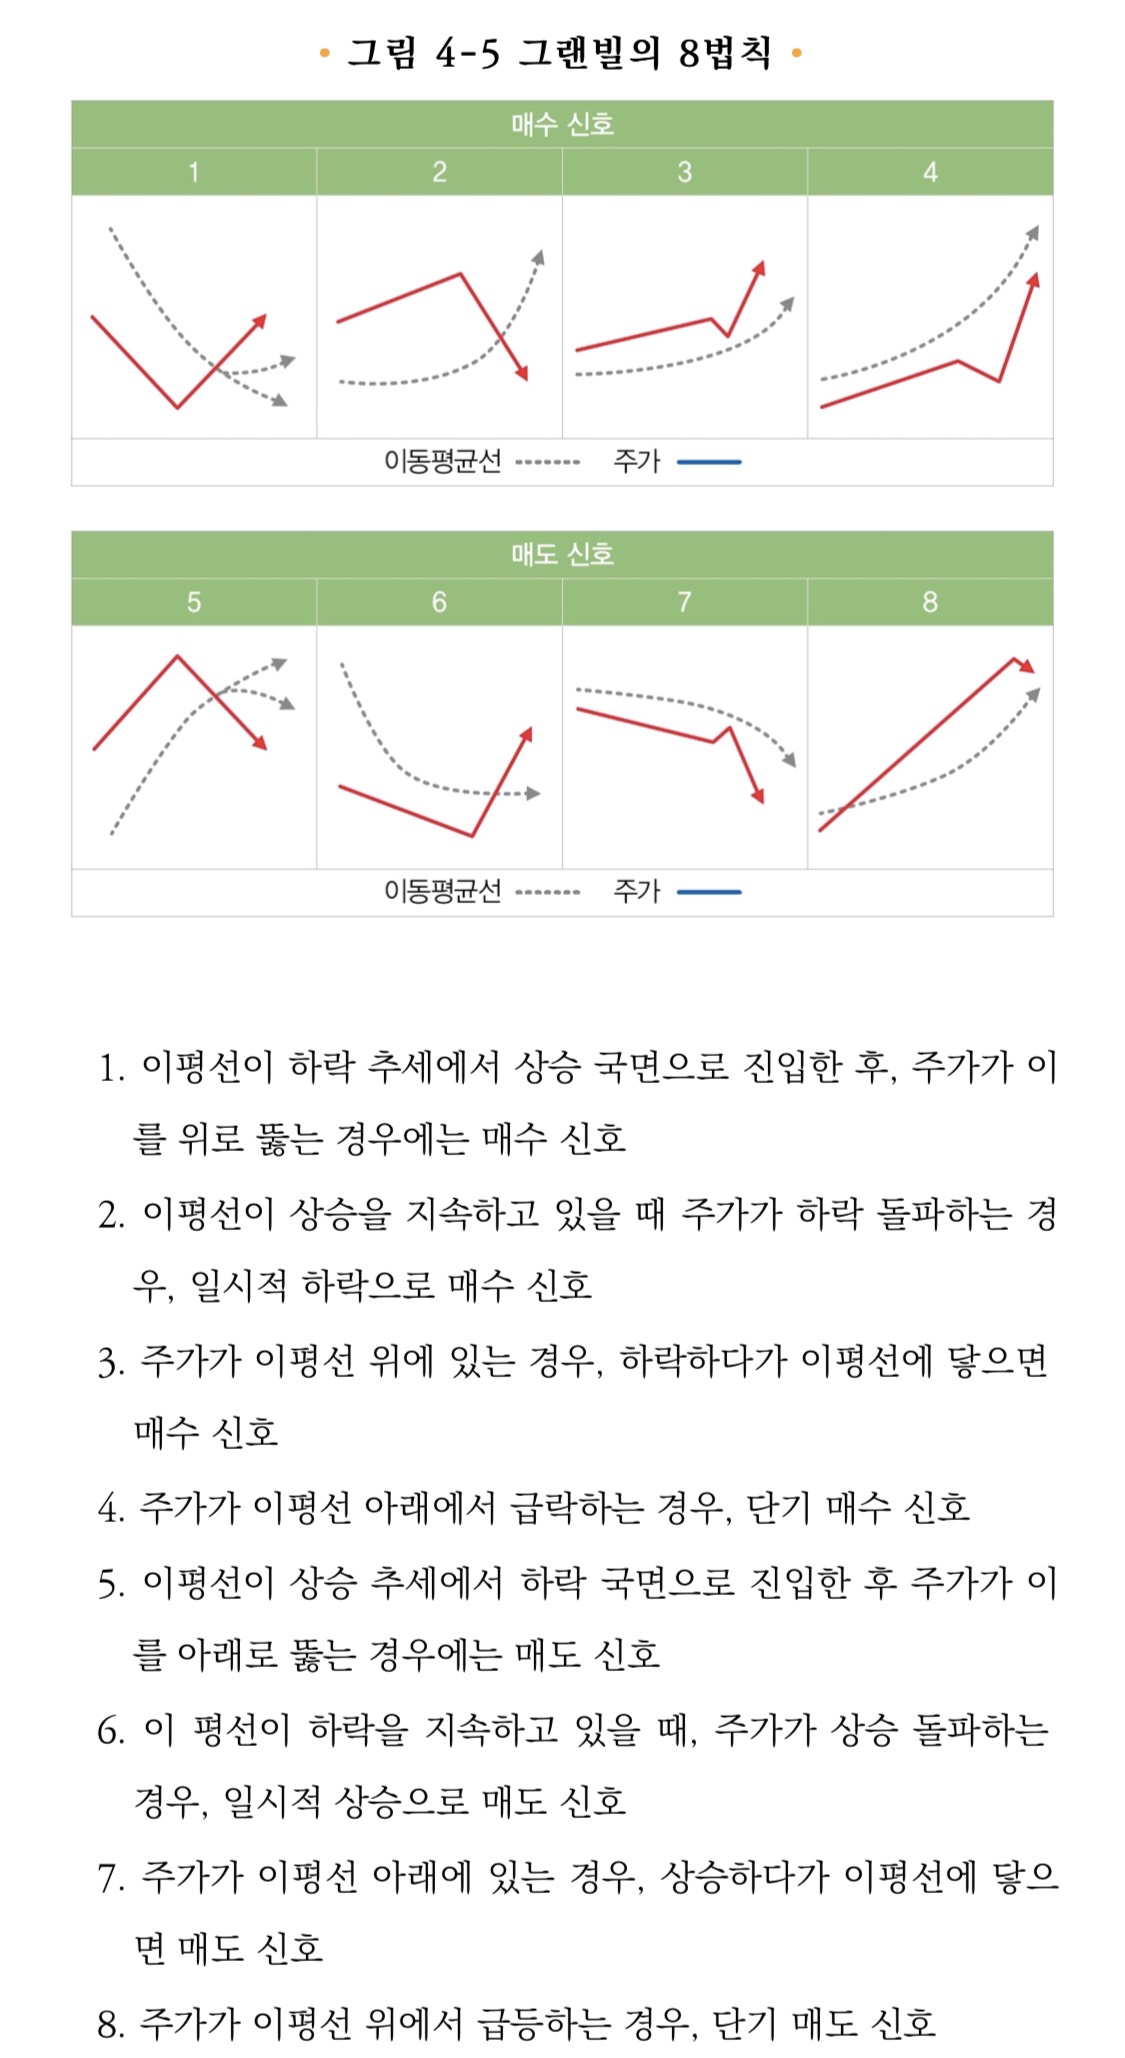 • 그림 4-5 그랜빌의 8법칙 •
매수 신호
1 2 3 4
이동평균선 주가
매도 신호
5 6 7 8
이동평균선 주가
1. 이평선이 하락 추세에서 상승 국면으로 진입한 후, 주가가 이
를 위로 뚫는 경우에는 매수 신호
2. 이평선이 상승을 지속하고 있을 때 주가가 하락 돌파하는 경
우, 일시적 하락으로 매수 신호
3. 주가가 이평선 위에 있는 경우, 하락하다가 이평선에 닿으면
매수 신호
4. 주가가 이평선 아래에서 급락하는 경우, 단기 매수 신호
5. 이평선이 상승 추세에서 하락 국면으로 진입한 후 주가가 이
를 아래로 뚫는 경우에는 매도 신호
6. 이 평선이 하락을 지속하고 있을 때, 주가가 상승 돌파하는
경우, 일시적 상승으로 매도 신호
7. 주가가 이평선 아래에 있는 경우, 상승하다가 이평선에 닿으
면 매도 신호
8. 주가가 이평선 위에서 급등하는 경우, 단기 매도 신호